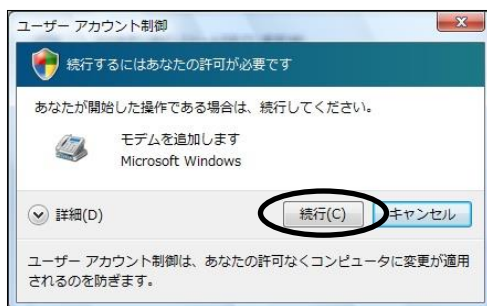 ユーザー アカウント制御
続行するにはあなたの許可が必要です
あなたが開始した操作である場合は、続行してください。
モデムを追加します
Microsoft Windows
詳細(D)
続行(C)
キャンセル
ユーザー アカウント制御は、あなたの許可なくコンピュータに変更が適用
されるのを防ぎます。